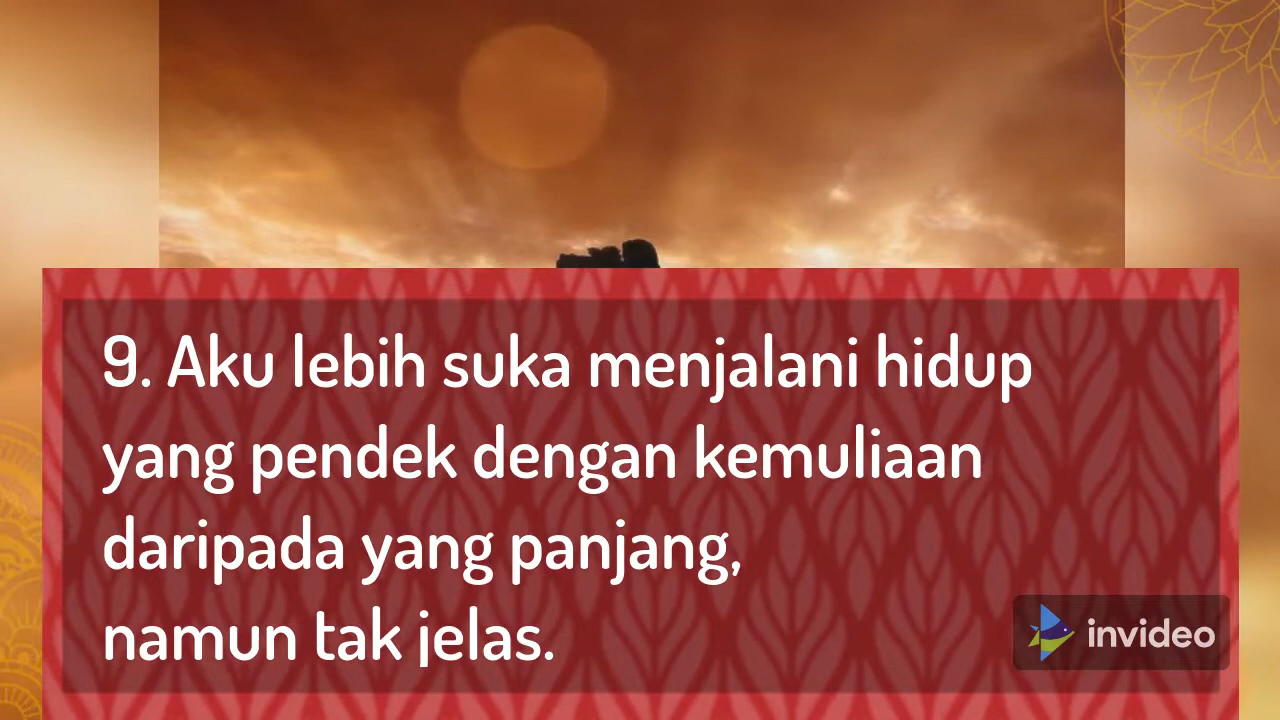 9. Aku lebih suka menjalani hidup
yang pendek dengan kemuliaan
daripada yang panjang,
namun tak jelas.
invideo